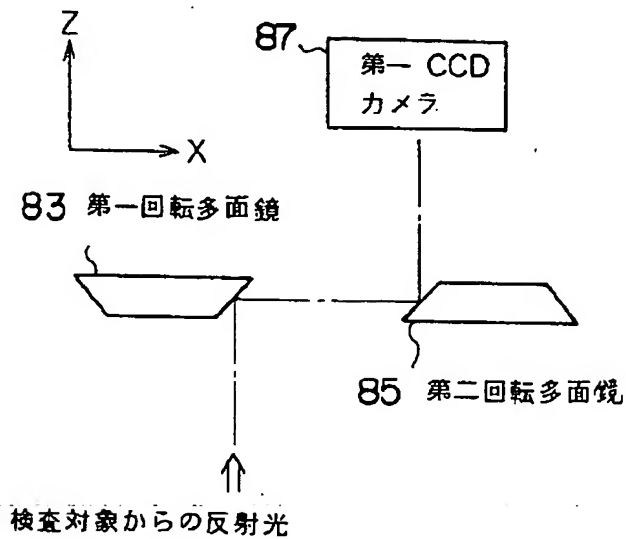 Z
87
第一 CCD
カメラ
X
83 第一回転多面鏡
85 第二回転多面鏡
検査対象からの反射光